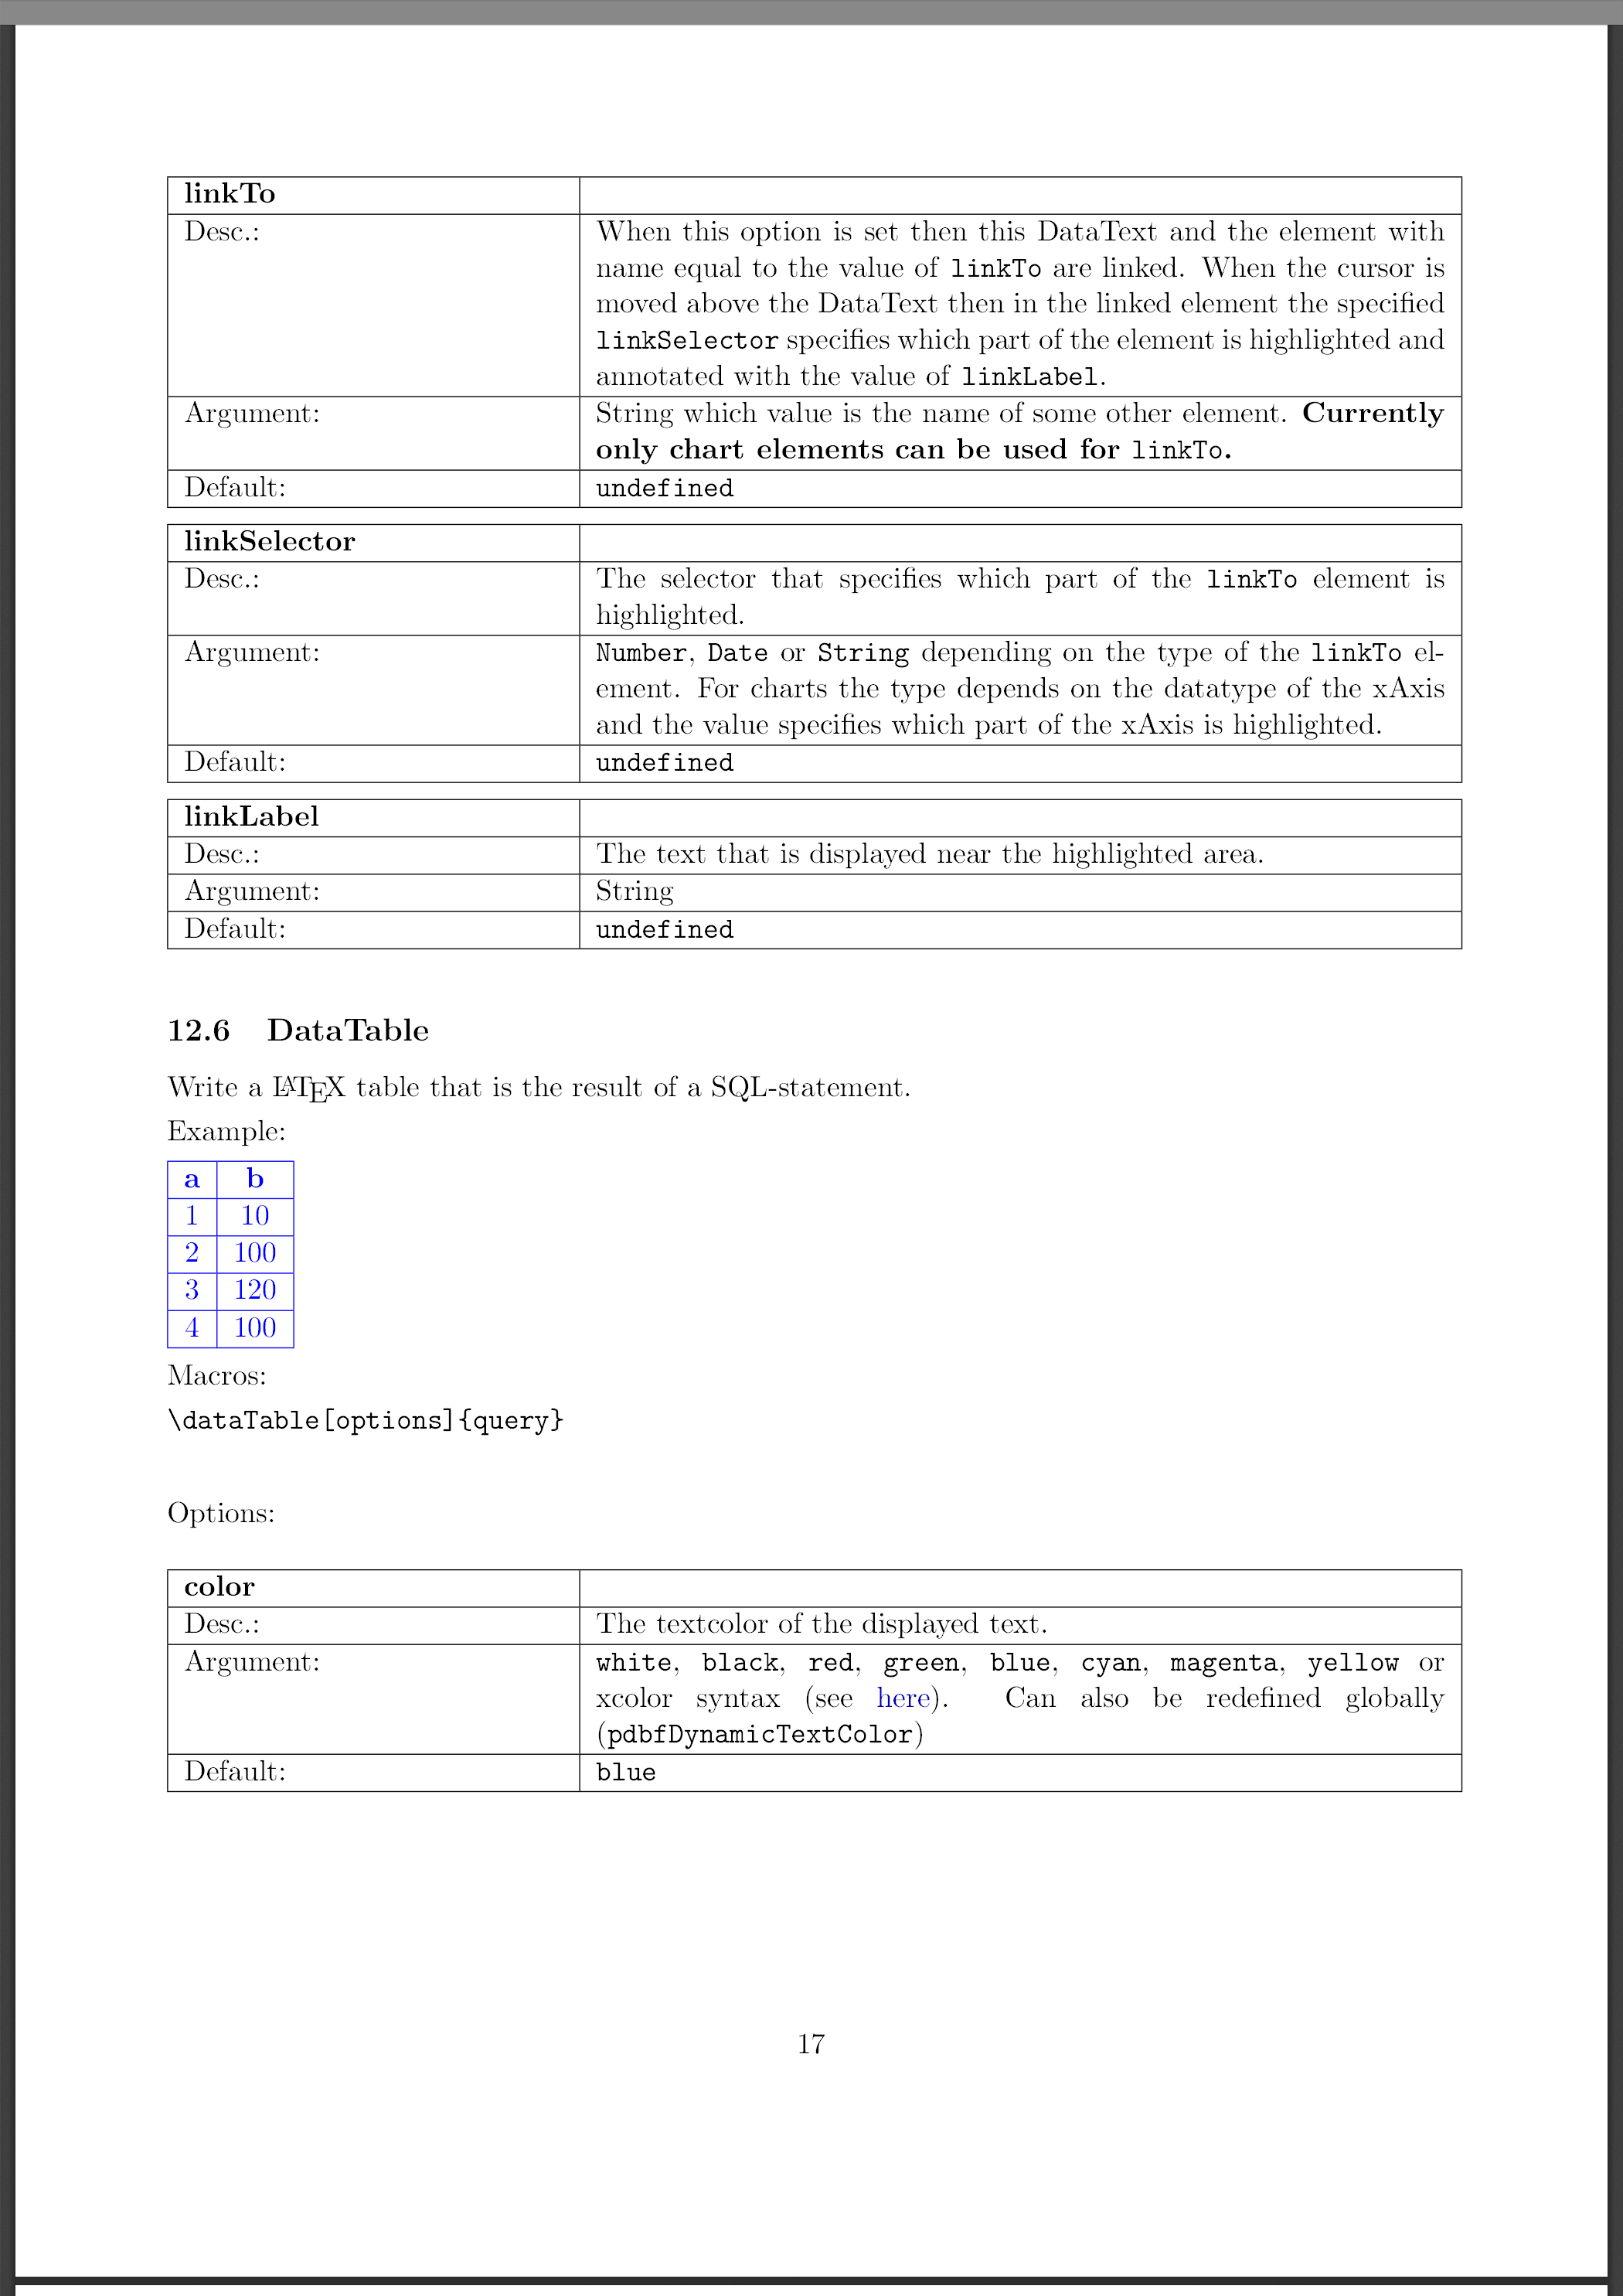 linkTo
Desc.: When this option is set then this DataText and the element with
name equal to the value of linkTo are linked. When the cursor is
moved above the DataText then in the linked element the specified
linkSelector specifies which part of the element is highlighted and
annotated with the value of linkLabel.
Argument: String which value is the name of some other element. Currently
only chart elements can be used for linkTo.
Default: undefined
linkSelector
Desc.: The selector that specifies which part of the linkTo element is
highlighted.
Argument: Number, Date or String depending on the type of the linkTo el-
ement. For charts the type depends on the datatype of the xAxis
and the value specifies which part of the xAxis is highlighted.
Default: undefined
linkLabel
Desc.: The text that is displayed near the highlighted area.
Argument: String
Default: undefined
12.6 DataTable
Write a LATEX table that is the result of a SQL-statement.
Example:
a b
1 10
2 100
3 120
4 100
Macros:
\dataTable[options]{query}
Options:
color
Desc.: The textcolor of the displayed text.
Argument: white, black, red, green, blue, cyan, magenta, yellow or
xcolor syntax (see here). Can also be redefined globally
(pdbfDynamicTextColor)
Default: blue
17